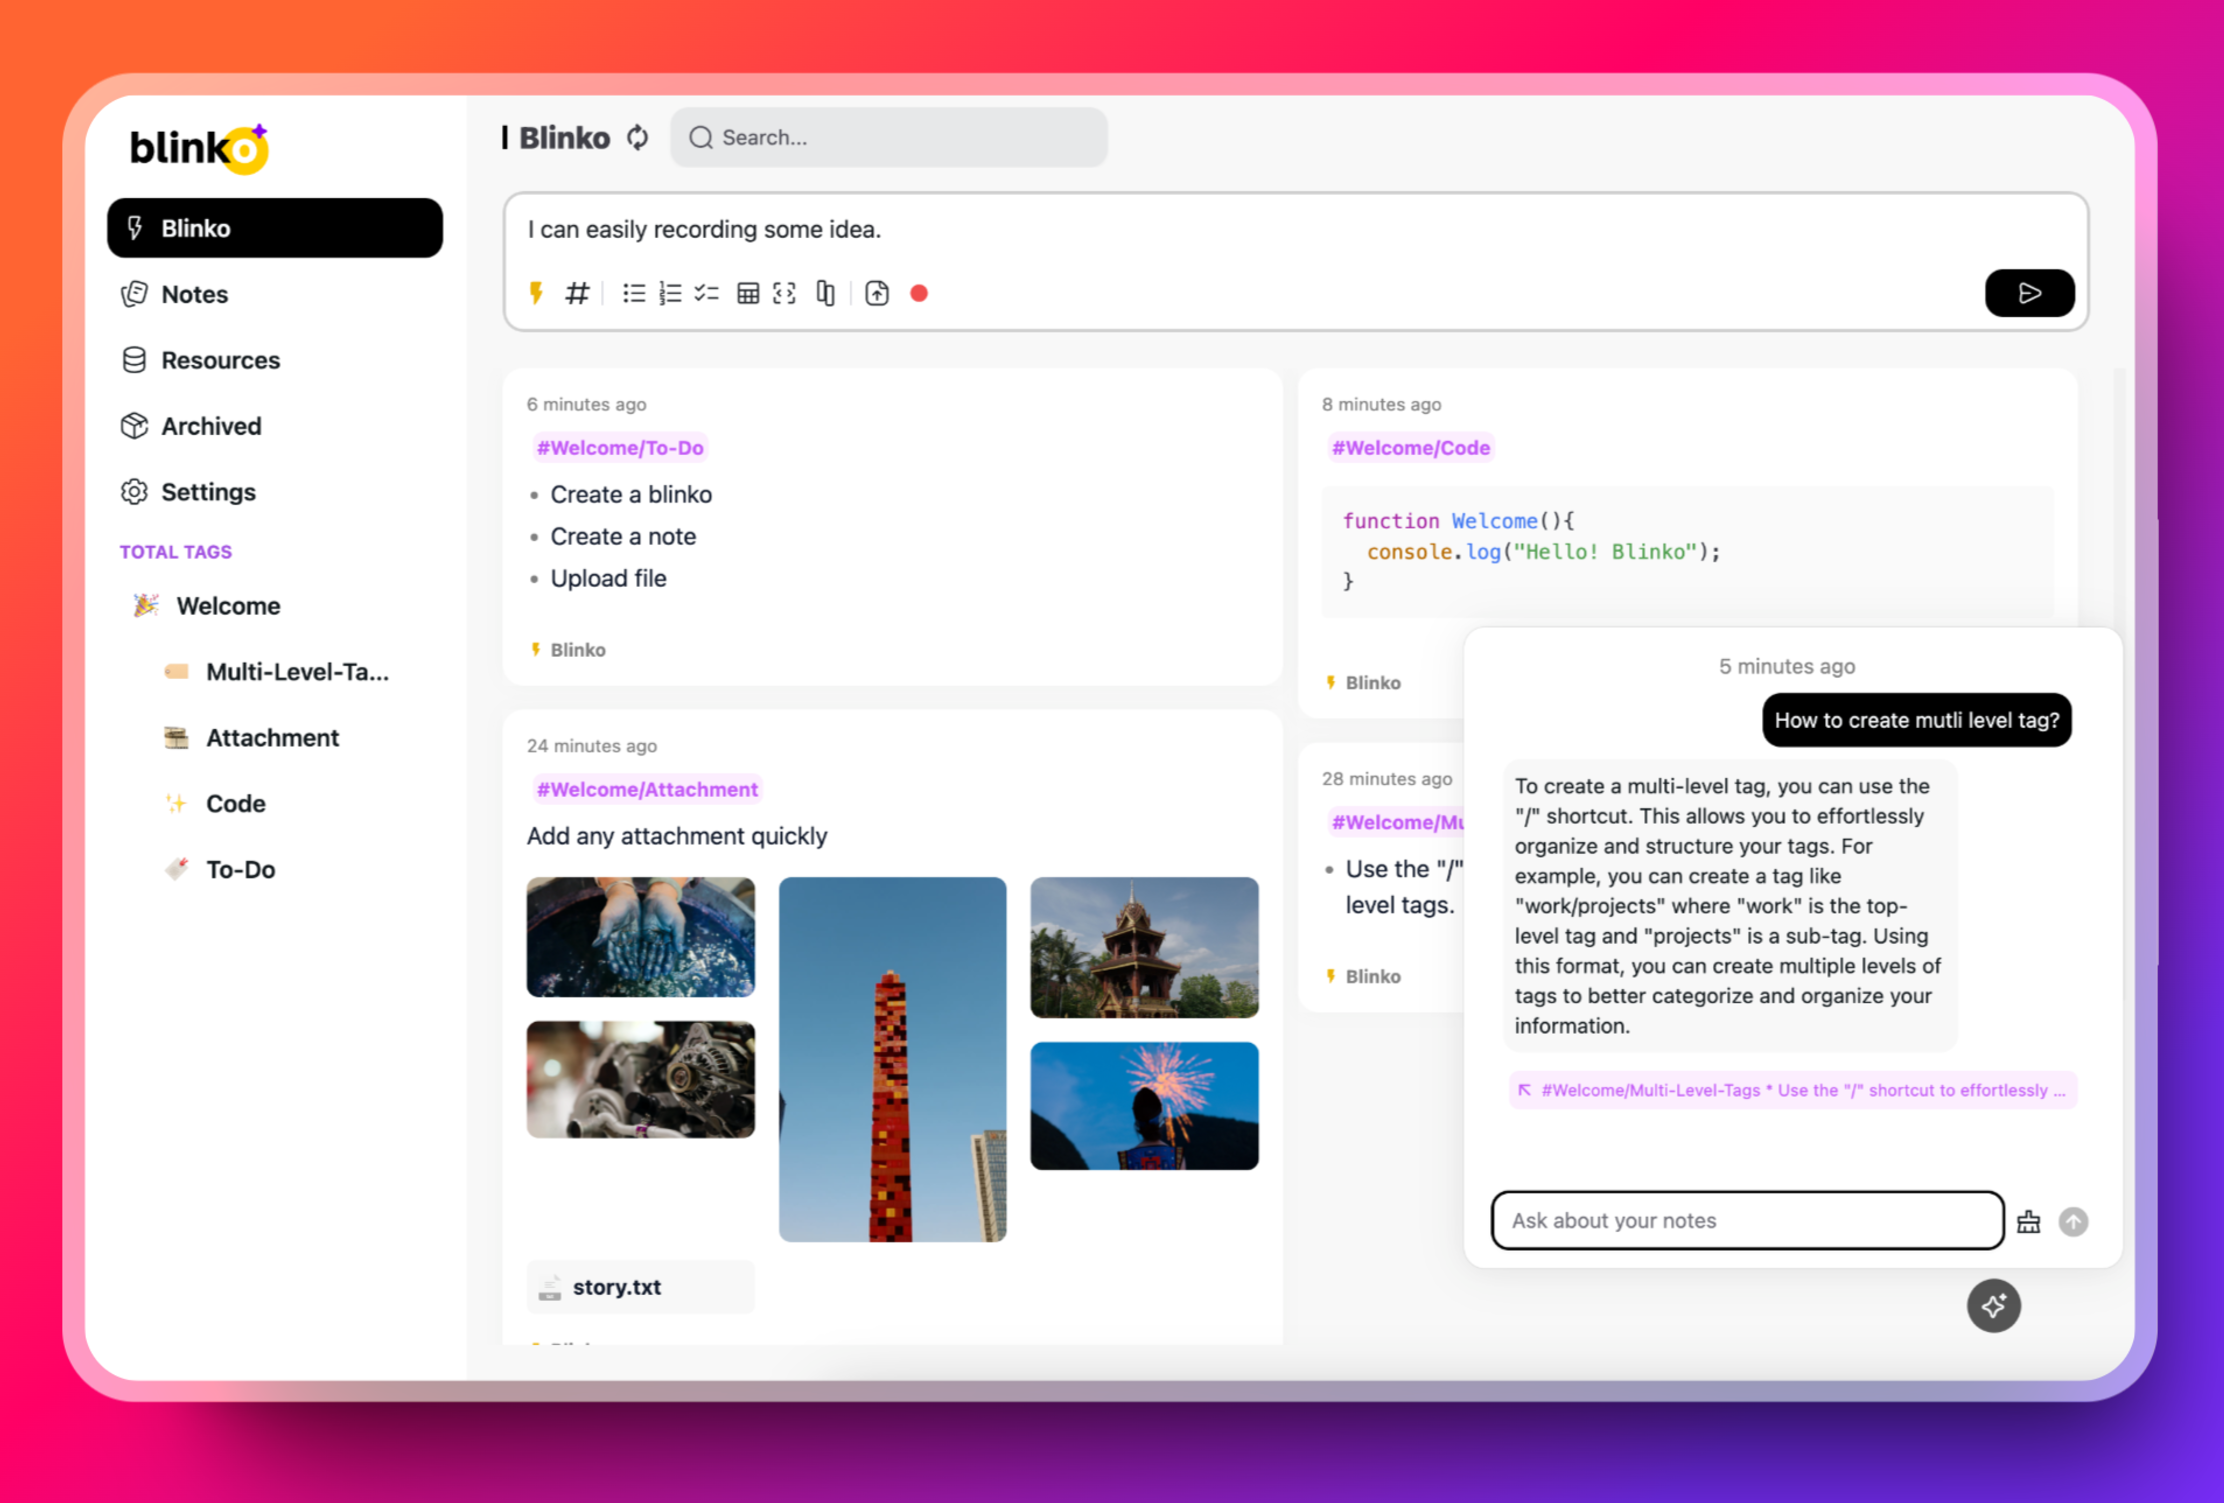 blinko
Blinko
Notes
Resources
Archived
Settings
TOTAL TAGS
Welcome
Multi-Level-Ta...
Attachment
Code
To-Do
Blinko
Search...
I can easily recording some idea.
6 minutes ago
#Welcome/To-Do
• Create a blinko
• Create a note
• Upload file
Blinko
24 minutes ago
#Welcome/Attachment
Add any attachment quickly
story.txt
8 minutes ago
#Welcome/Code
function Welcome(){
console.log("Hello! Blinko");
}
Blinko
28 minutes ago
#Welcome/Mu
• Use the "/"
level tags.
Blinko
5 minutes ago
How to create mutli level tag?
To create a multi-level tag, you can use the
"/" shortcut. This allows you to effortlessly
organize and structure your tags. For
example, you can create a tag like
"work/projects" where "work" is the top-
level tag and "projects" is a sub-tag. Using
this format, you can create multiple levels of
tags to better categorize and organize your
information.
#Welcome/Multi-Level-Tags * Use the "/" shortcut to effortlessly ...
Ask about your notes